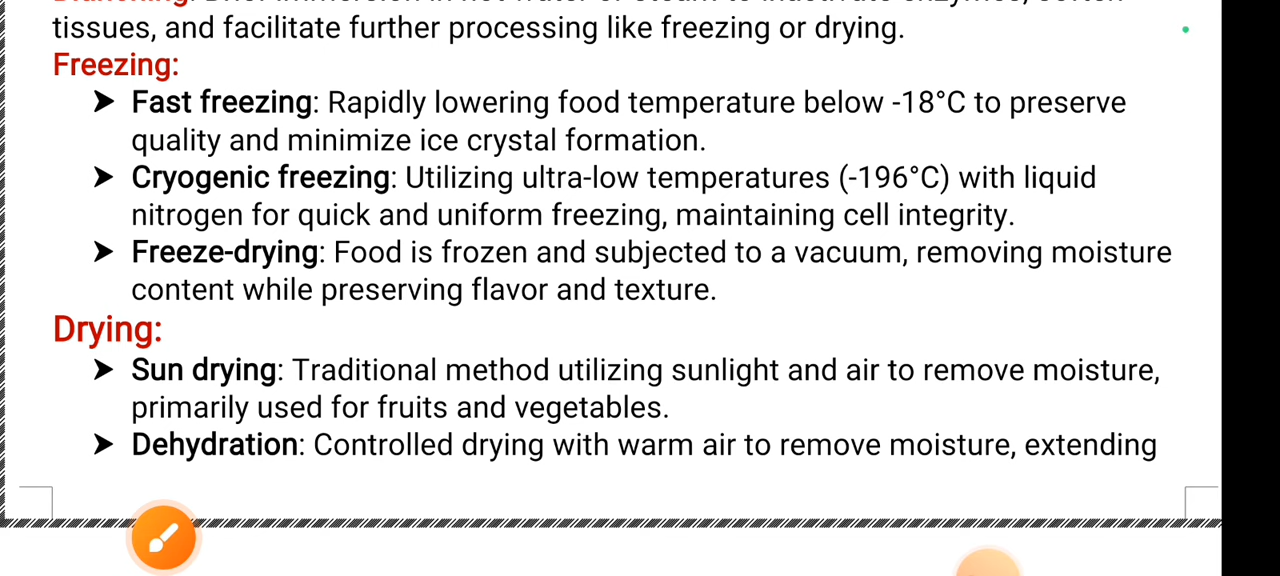 tissues, and facilitate further processing like freezing or drying.
Freezing:
➤ Fast freezing: Rapidly lowering food temperature below -18°C to preserve
quality and minimize ice crystal formation.
➤ Cryogenic freezing: Utilizing ultra-low temperatures (-196°C) with liquid
nitrogen for quick and uniform freezing, maintaining cell integrity.
➤ Freeze-drying: Food is frozen and subjected to a vacuum, removing moisture
content while preserving flavor and texture.
Drying:
➤ Sun drying: Traditional method utilizing sunlight and air to remove moisture,
primarily used for fruits and vegetables.
➤ Dehydration: Controlled drying with warm air to remove moisture, extending